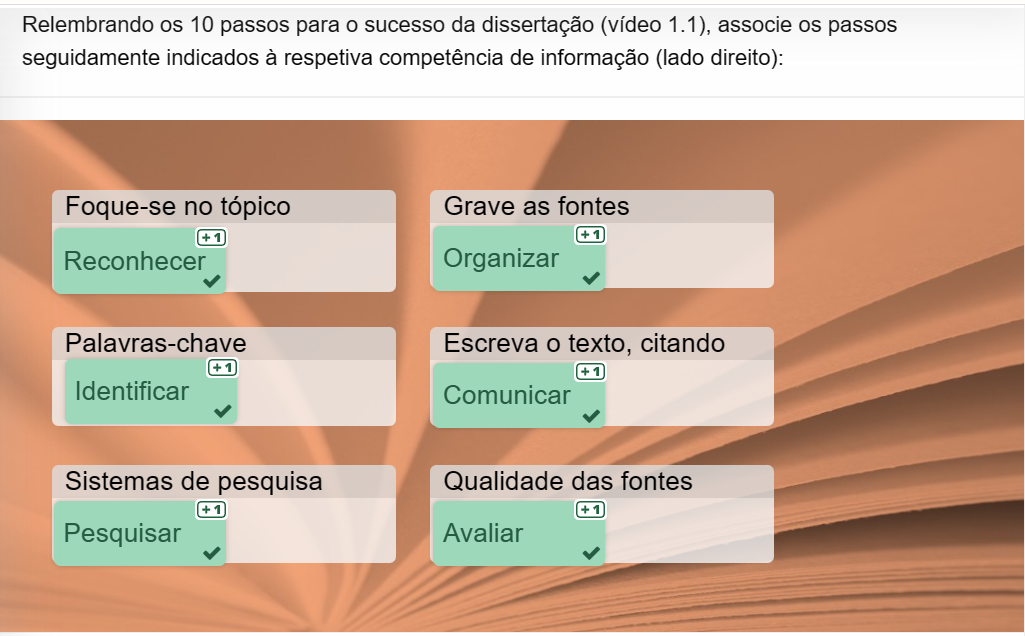 Relembrando os 10 passos para o sucesso da dissertação (vídeo 1.1), associe os passos
seguidamente indicados à respetiva competência de informação (lado direito):
Foque-se no tópico
+1
Reconhecer
Grave as fontes
+1
Organizar
Palavras-chave
+1
Identificar
Escreva o texto, citando
+1
Comunicar
Sistemas de pesquisa
+1
Pesquisar
Qualidade das fontes
+1
Avaliar